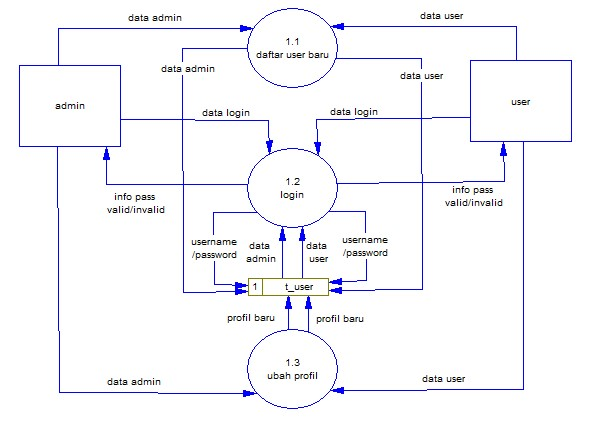 data admin
data user
1.1
daftar user baru
data admin
data user
admin
user
data login
data login
1.2
login
info pass
valid/invalid
info pass
valid/invalid
username
/password
data
admin
data
user
username
/password
1 t_user
profil baru
profil baru
1.3
ubah profil
data admin
data user